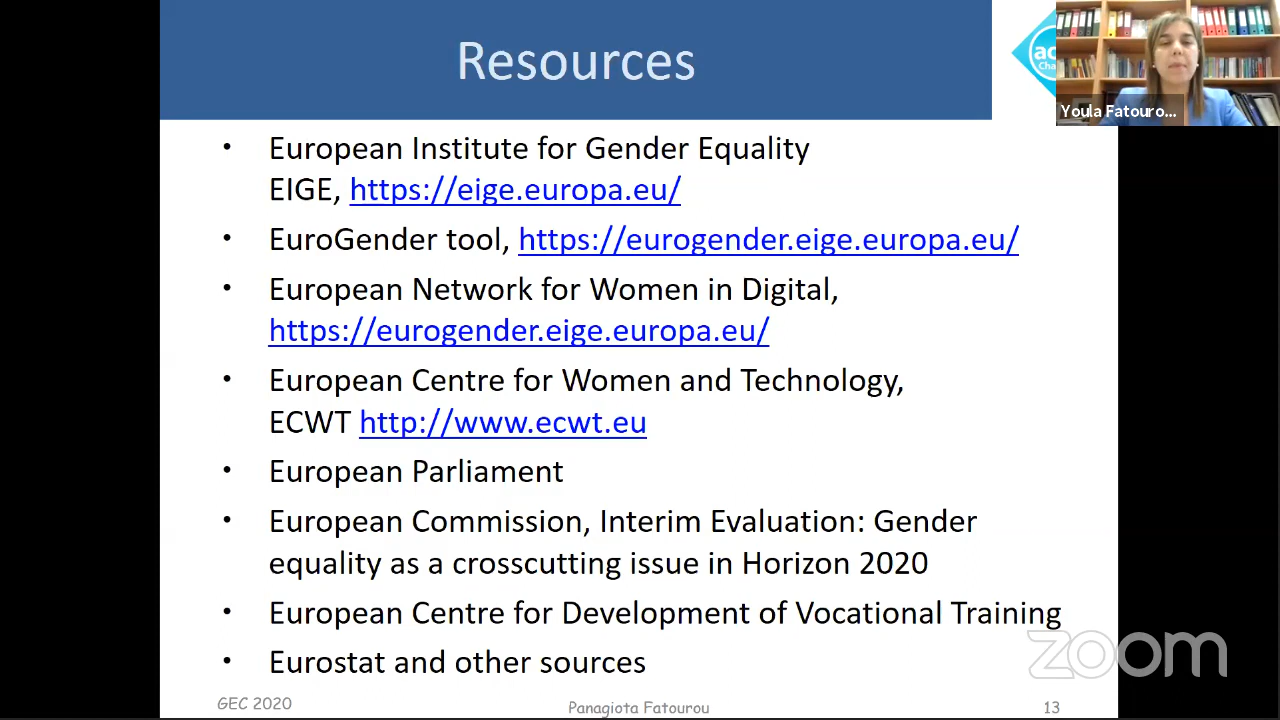 Resources
Youla Fatouro...
• European Institute for Gender Equality
EIGE, https://eige.europa.eu/
• EuroGender tool, https://eurogender.eige.europa.eu/
• European Network for Women in Digital,
https://eurogender.eige.europa.eu/
• European Centre for Women and Technology,
ECWT http://www.ecwt.eu
• European Parliament
• European Commission, Interim Evaluation: Gender
equality as a crosscutting issue in Horizon 2020
• European Centre for Development of Vocational Training
• Eurostat and other sources
zoom
GEC 2020
Panagiota Fatourou
13